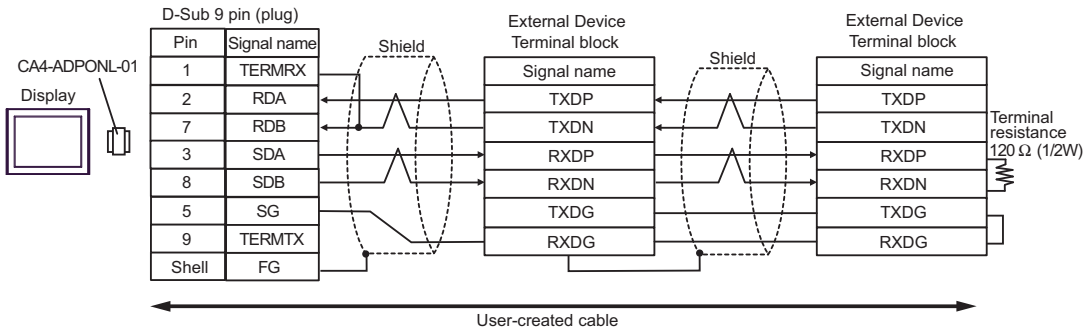 D-Sub 9 pin (plug)
External Device
Terminal block
External Device
Terminal block
CA4-ADPONL-01
Display
Pin Signal name
1 TERMRX
2 RDA
7 RDB
3 SDA
8 SDB
5 SG
9 TERMTX
Shell FG
Shield
Signal name
TXDP
TXDN
RXDP
RXDN
TXDG
RXDG
Shield
Signal name
TXDP
TXDN
RXDP
RXDN
TXDG
RXDG
Terminal
resistance
120 Ω (1/2W)
User-created cable